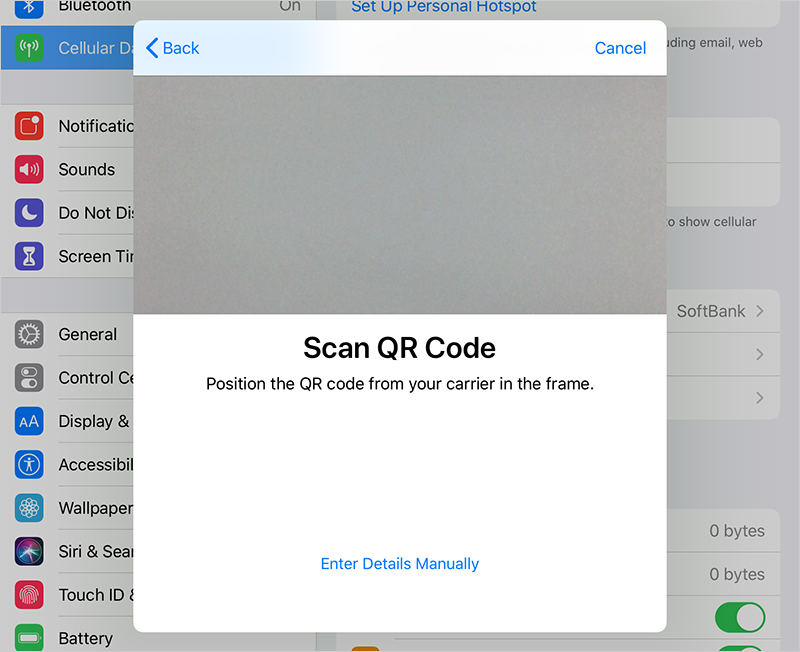 Bluetooth
On
Cellular Da
Notificatio
Sounds
Do Not Dis
Screen Tim
General
Control Ce
Display &
Accessibil
Wallpaper
Siri & Sear
Touch ID &
Battery
Back
Cancel
Scan QR Code
Position the QR code from your carrier in the frame.
Enter Details Manually
Set Up Personal Hotspot
uding email, web
to show cellular
SoftBank
0 bytes
0 bytes